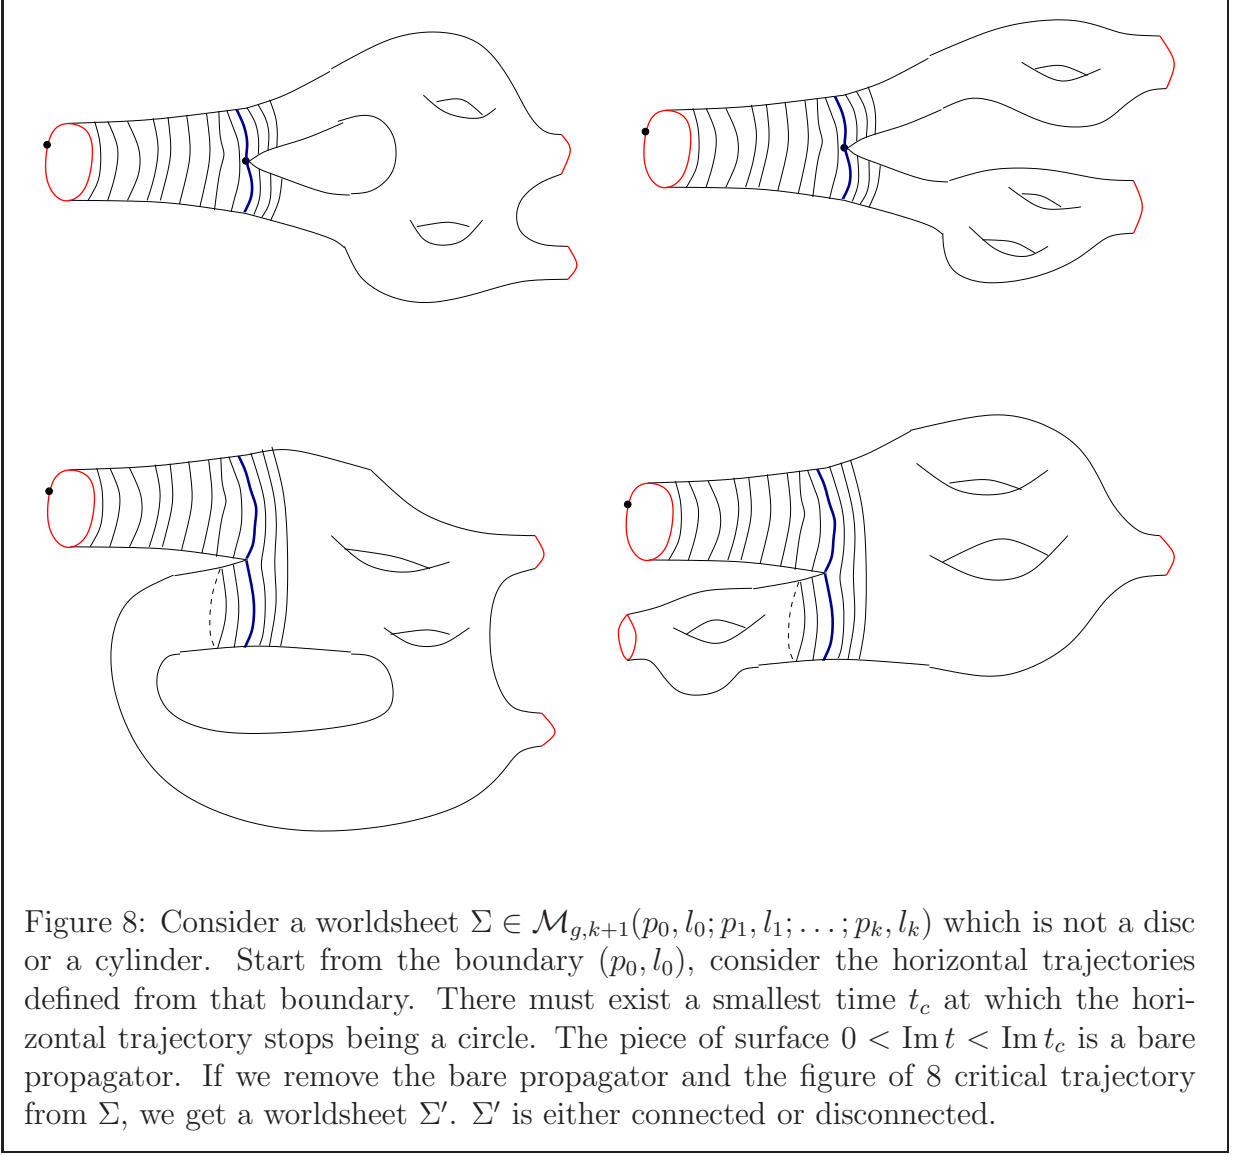 Figure 8: Consider a worldsheet Σ ∈ ℳ_{g,k+1}(p_0, l_0; p_1, l_1; . . . ; p_k, l_k) which is not a disc
or a cylinder. Start from the boundary (p_0, l_0), consider the horizontal trajectories
defined from that boundary. There must exist a smallest time t_c at which the hori-
zontal trajectory stops being a circle. The piece of surface 0 < Im t < Im t_c is a bare
propagator. If we remove the bare propagator and the figure of 8 critical trajectory
from Σ, we get a worldsheet Σ′. Σ′ is either connected or disconnected.